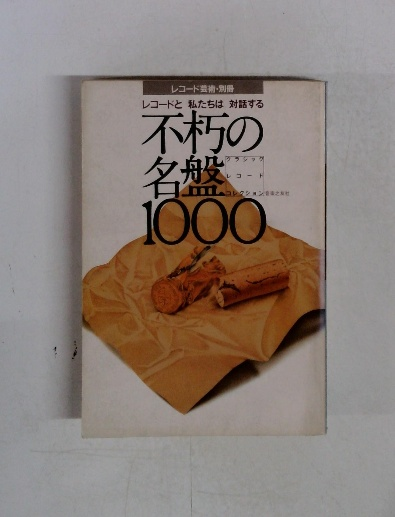 レコード芸術・別冊
レコードと 私たちは 対話する
不朽の
名盤
1000
クラシック
レコード
コレクション 音楽之友社